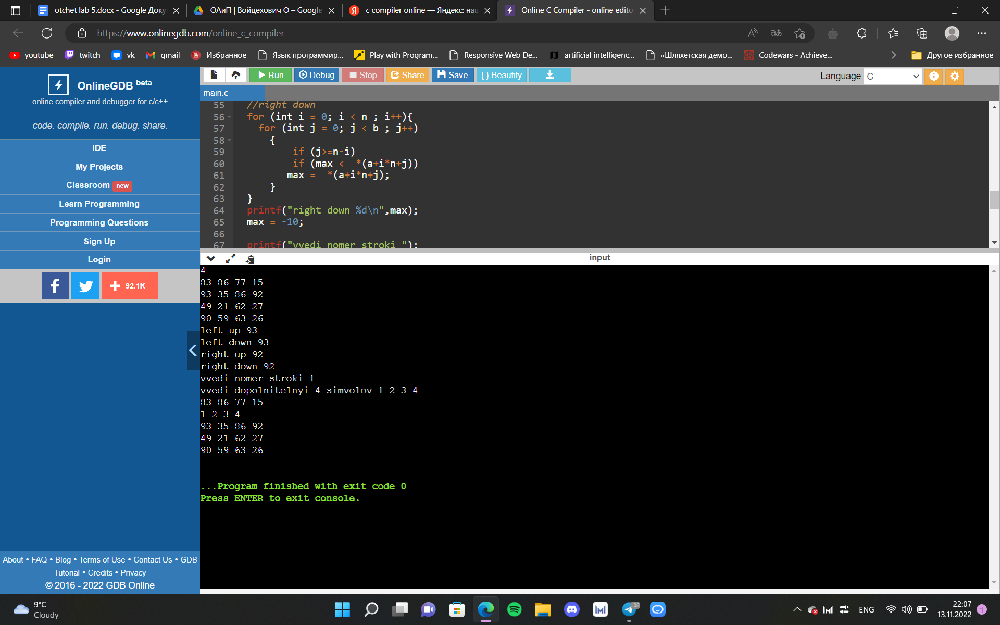 otchet lab 5.docx - Google Доку
ОАиП | Войцехович О – Google
c compiler online — Яндекс: наш
Online C Compiler - online edito
https://www.onlinegdb.com/online_c_compiler
youtube
twitch
vk
gmail
Избранное
Язык программир...
Play with Program...
Responsive Web De...
artificial intelligenc...
«Шляхетская демо...
Codewars - Achieve...
Другое избранное
OnlineGDB beta
online compiler and debugger for c/c++
code. compile. run. debug. share.
IDE
My Projects
Classroom new
Learn Programming
Programming Questions
Sign Up
Login
92.1K
About • FAQ • Blog • Terms of Use • Contact Us • GDB
Tutorial • Credits • Privacy
© 2016 - 2022 GDB Online
Run
Debug
Stop
Share
Save
{ } Beautify
Language C
main.c
55 //right down
56 for (int i = 0; i < n ; i++){
57 for (int j = 0; j < b ; j++)
58 {
59 if (j>=n-i)
60 if (max < *(a+i*n+j))
61 max = *(a+i*n+j);
62 }
63 }
64 printf("right down %d\n",max);
65 max = -10;
66
67 printf("vvedi nomer stroki ");
input
4
83 86 77 15
93 35 86 92
49 21 62 27
90 59 63 26
left up 93
left down 93
right up 92
right down 92
vvedi nomer stroki 1
vvedi dopolnitelnyi 4 simvolov 1 2 3 4
83 86 77 15
1 2 3 4
93 35 86 92
49 21 62 27
90 59 63 26
...Program finished with exit code 0
Press ENTER to exit console.
9°C
Cloudy
ENG
22:07
13.11.2022
1